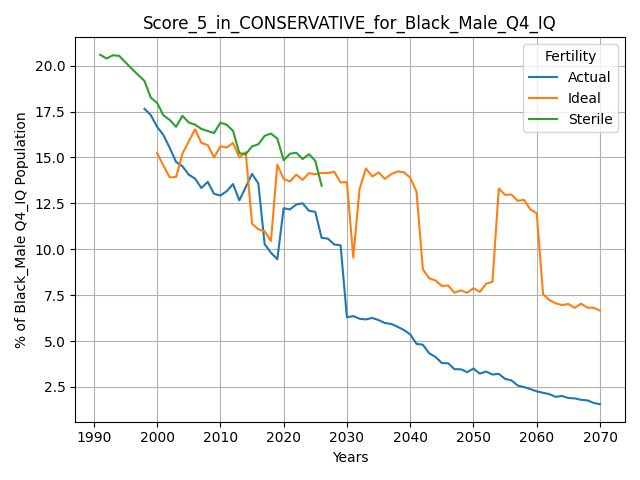 Score_5_in_CONSERVATIVE_for_Black_Male_Q4_IQ
Fertility
Actual
Ideal
Sterile
% of Black_Male Q4_IQ Population
20.0
17.5
15.0
12.5
10.0
7.5
5.0
2.5
1990 2000 2010 2020 2030 2040 2050 2060 2070
Years